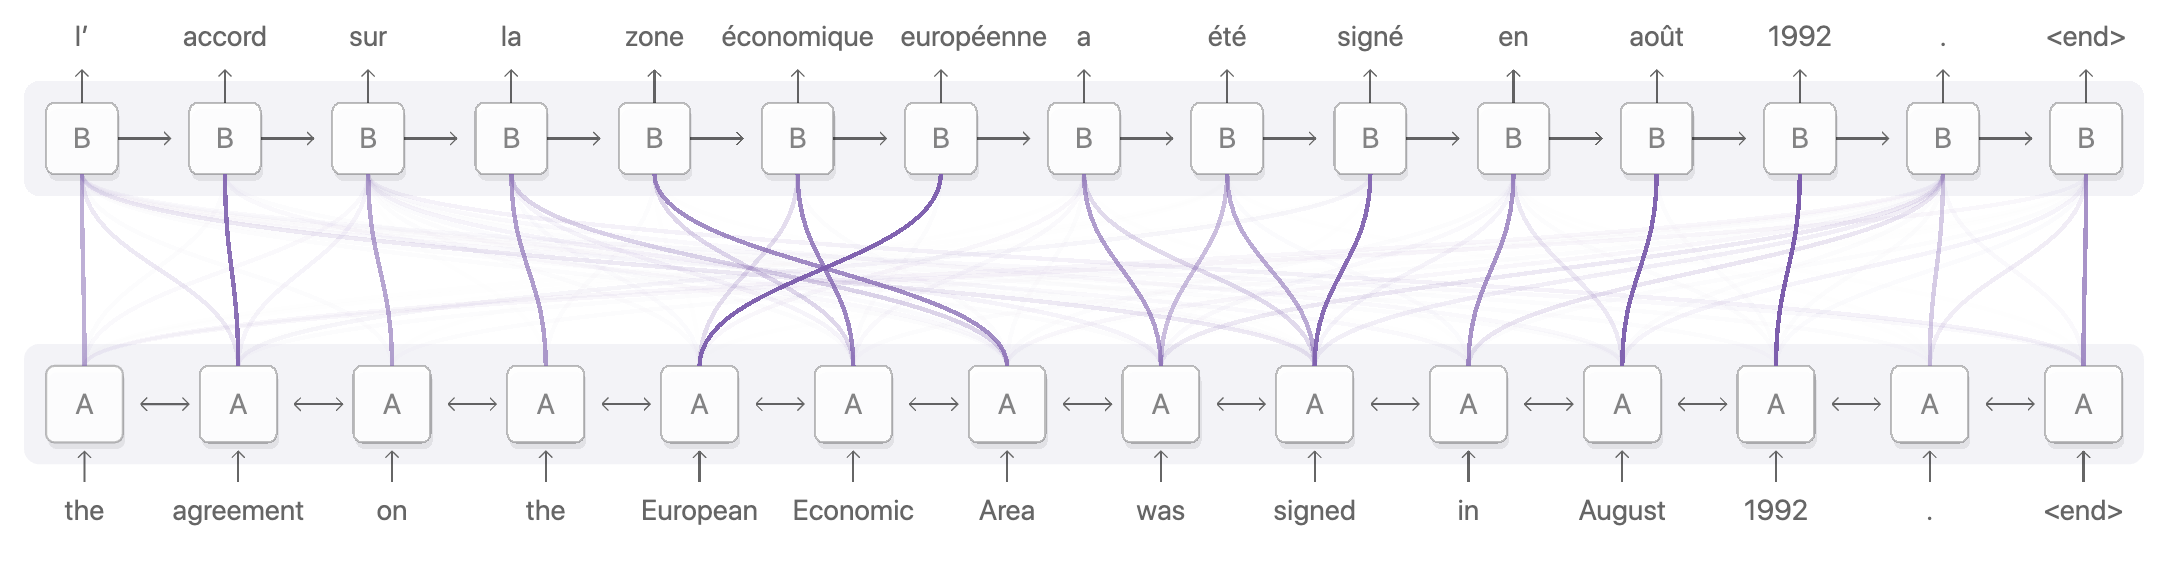 l’ accord sur la zone économique européenne a été signé en août 1992 . <end>
B B B B B B B B B B B B B B B
A A A A A A A A A A A A A A
the agreement on the European Economic Area was signed in August 1992 . <end>